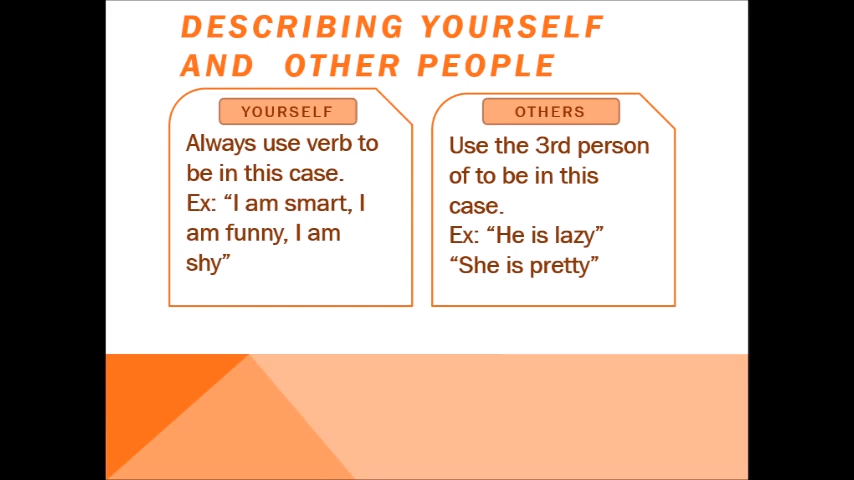 DESCRIBING YOURSELF
AND OTHER PEOPLE
YOURSELF
Always use verb to
be in this case.
Ex: “I am smart, I
am funny, I am
shy”
OTHERS
Use the 3rd person
of to be in this
case.
Ex: “He is lazy”
“She is pretty”